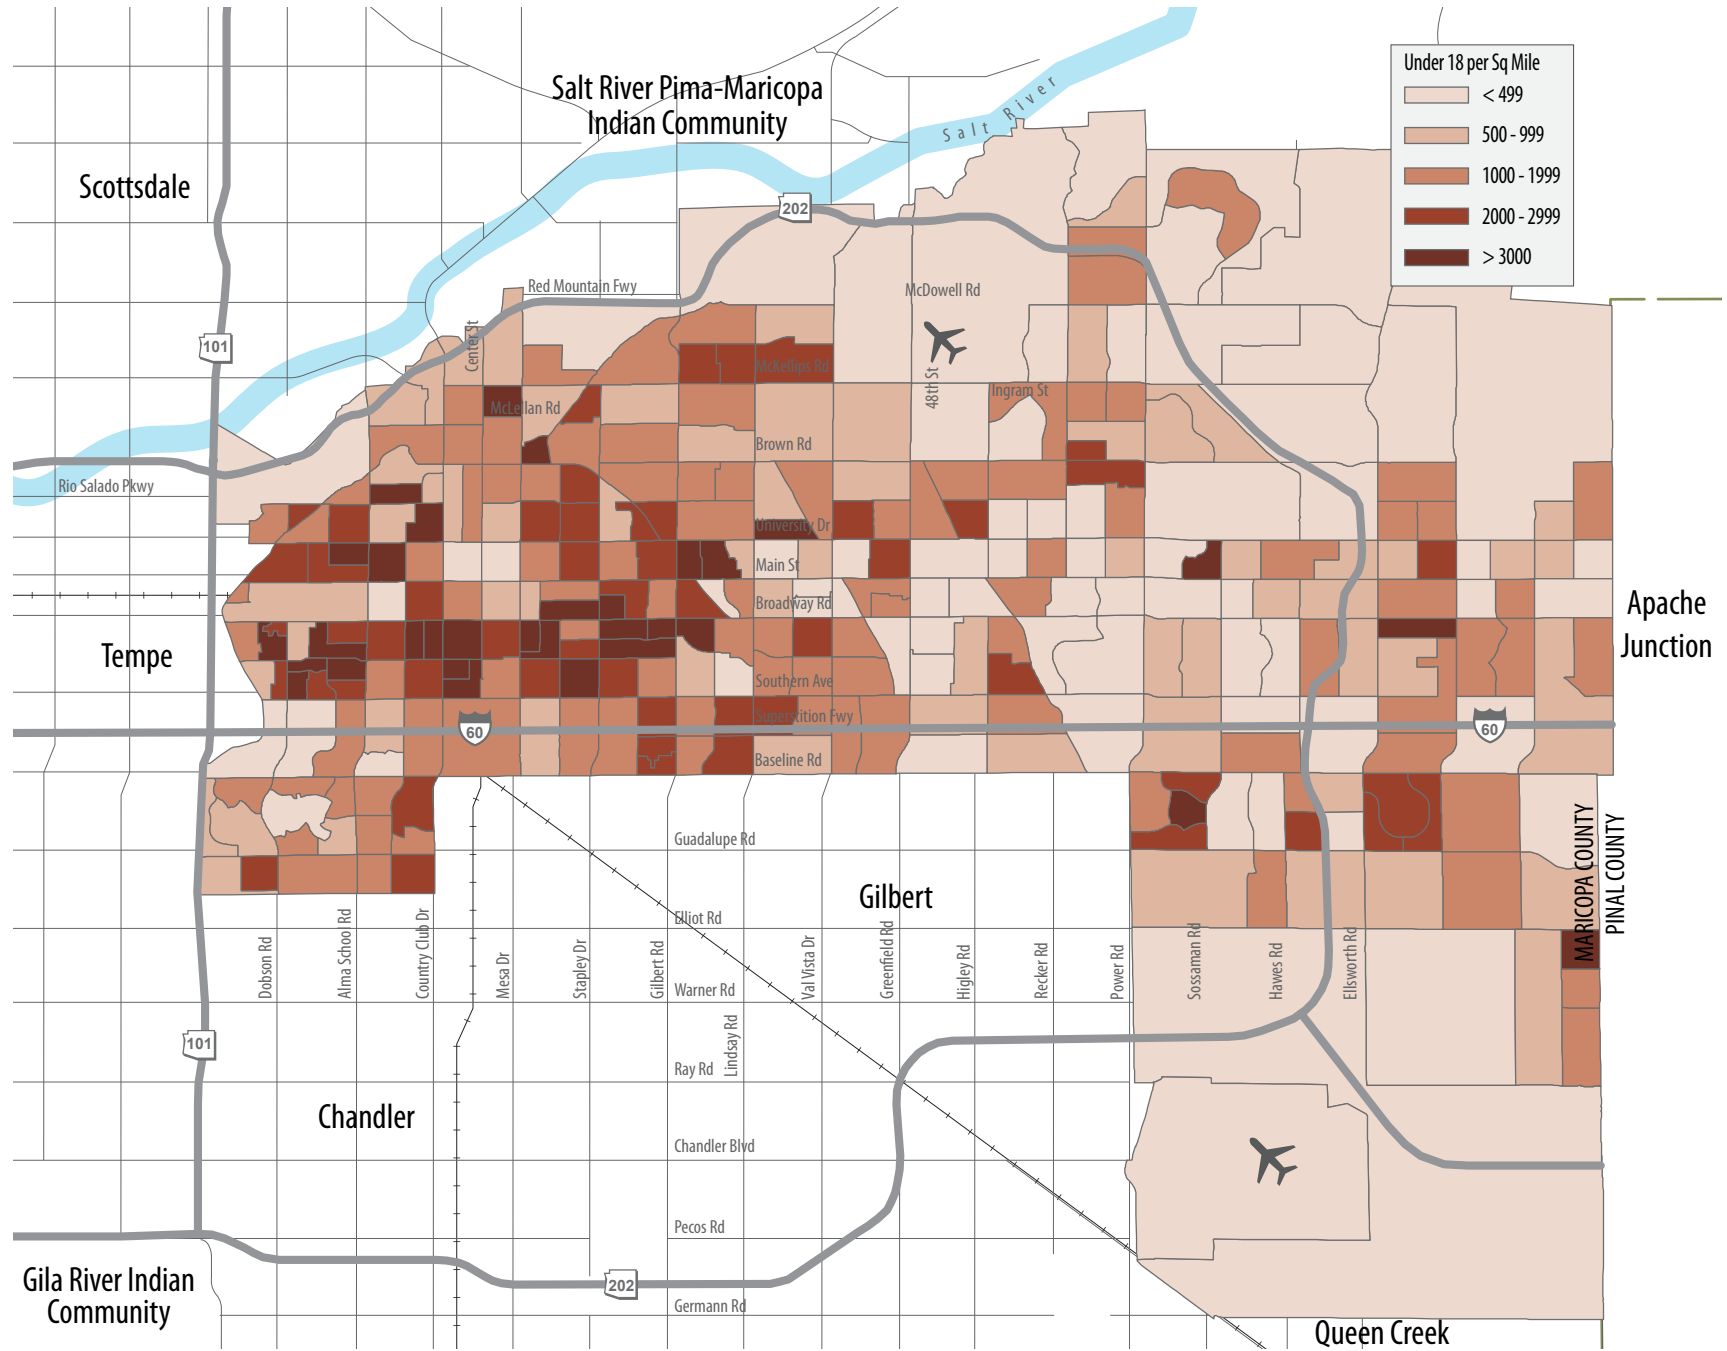 Under 18 per Sq Mile
< 499
500 - 999
1000 - 1999
2000 - 2999
> 3000
Salt River Pima-Maricopa
Indian Community
Salt River
Scottsdale
202
Red Mountain Fwy
McDowell Rd
101
Center St
McKellips Rd
48th St
Ingram St
McLellan Rd
Brown Rd
Rio Salado Pkwy
University Dr
Main St
Broadway Rd
Apache
Junction
Tempe
Southern Ave
Superstition Fwy
60
60
Baseline Rd
Guadalupe Rd
Gilbert
MARICOPA COUNTY
PINAL COUNTY
Elliot Rd
Dobson Rd
Alma School Rd
Country Club Dr
Mesa Dr
Stapley Dr
Gilbert Rd
Val Vista Dr
Greenfield Rd
Higley Rd
Recker Rd
Power Rd
Sossaman Rd
Hawes Rd
Ellsworth Rd
Warner Rd
Lindsay Rd
101
Ray Rd
Chandler
Chandler Blvd
Pecos Rd
Gila River Indian
Community
202
Germann Rd
Queen Creek